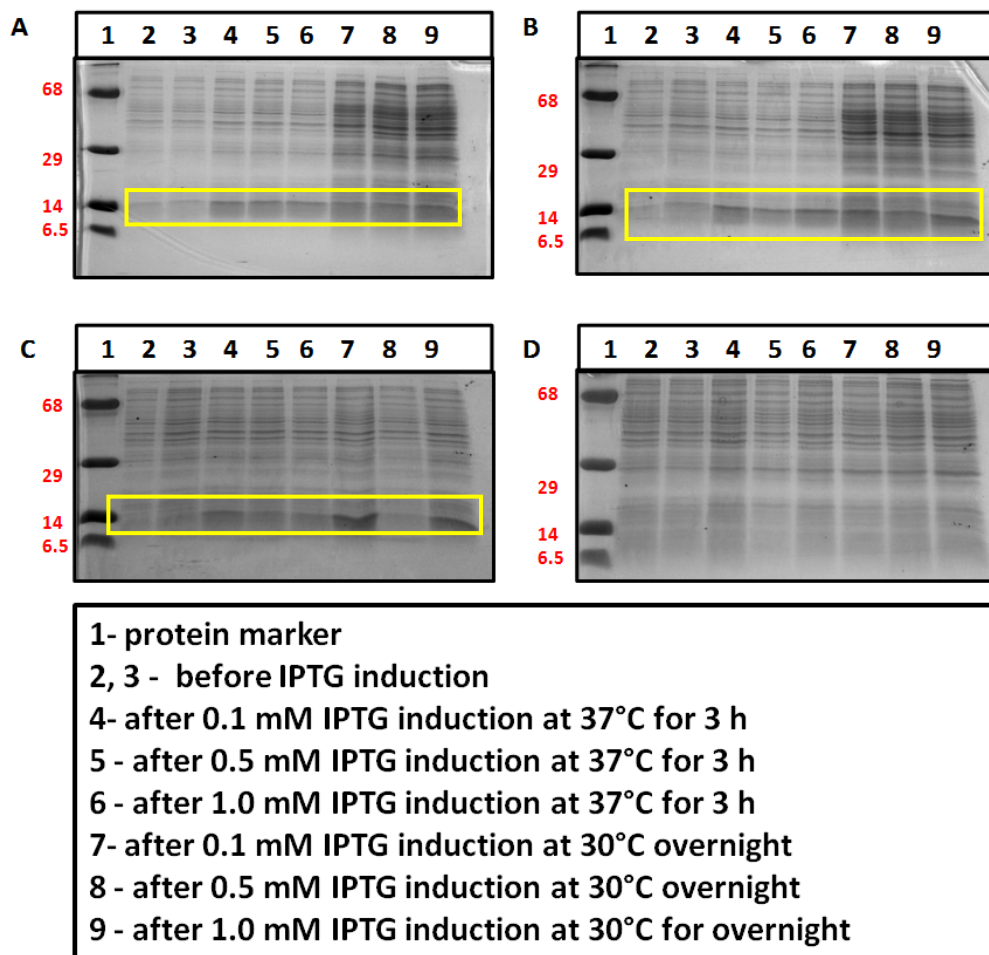 A 1 2 3 4 5 6 7 8 9
68
29
14
6.5
B 1 2 3 4 5 6 7 8 9
68
29
14
6.5
C 1 2 3 4 5 6 7 8 9
68
29
14
6.5
D 1 2 3 4 5 6 7 8 9
68
29
14
6.5
1- protein marker
2, 3 - before IPTG induction
4- after 0.1 mM IPTG induction at 37°C for 3 h
5 - after 0.5 mM IPTG induction at 37°C for 3 h
6 - after 1.0 mM IPTG induction at 37°C for 3 h
7- after 0.1 mM IPTG induction at 30°C overnight
8 - after 0.5 mM IPTG induction at 30°C overnight
9 - after 1.0 mM IPTG induction at 30°C for overnight